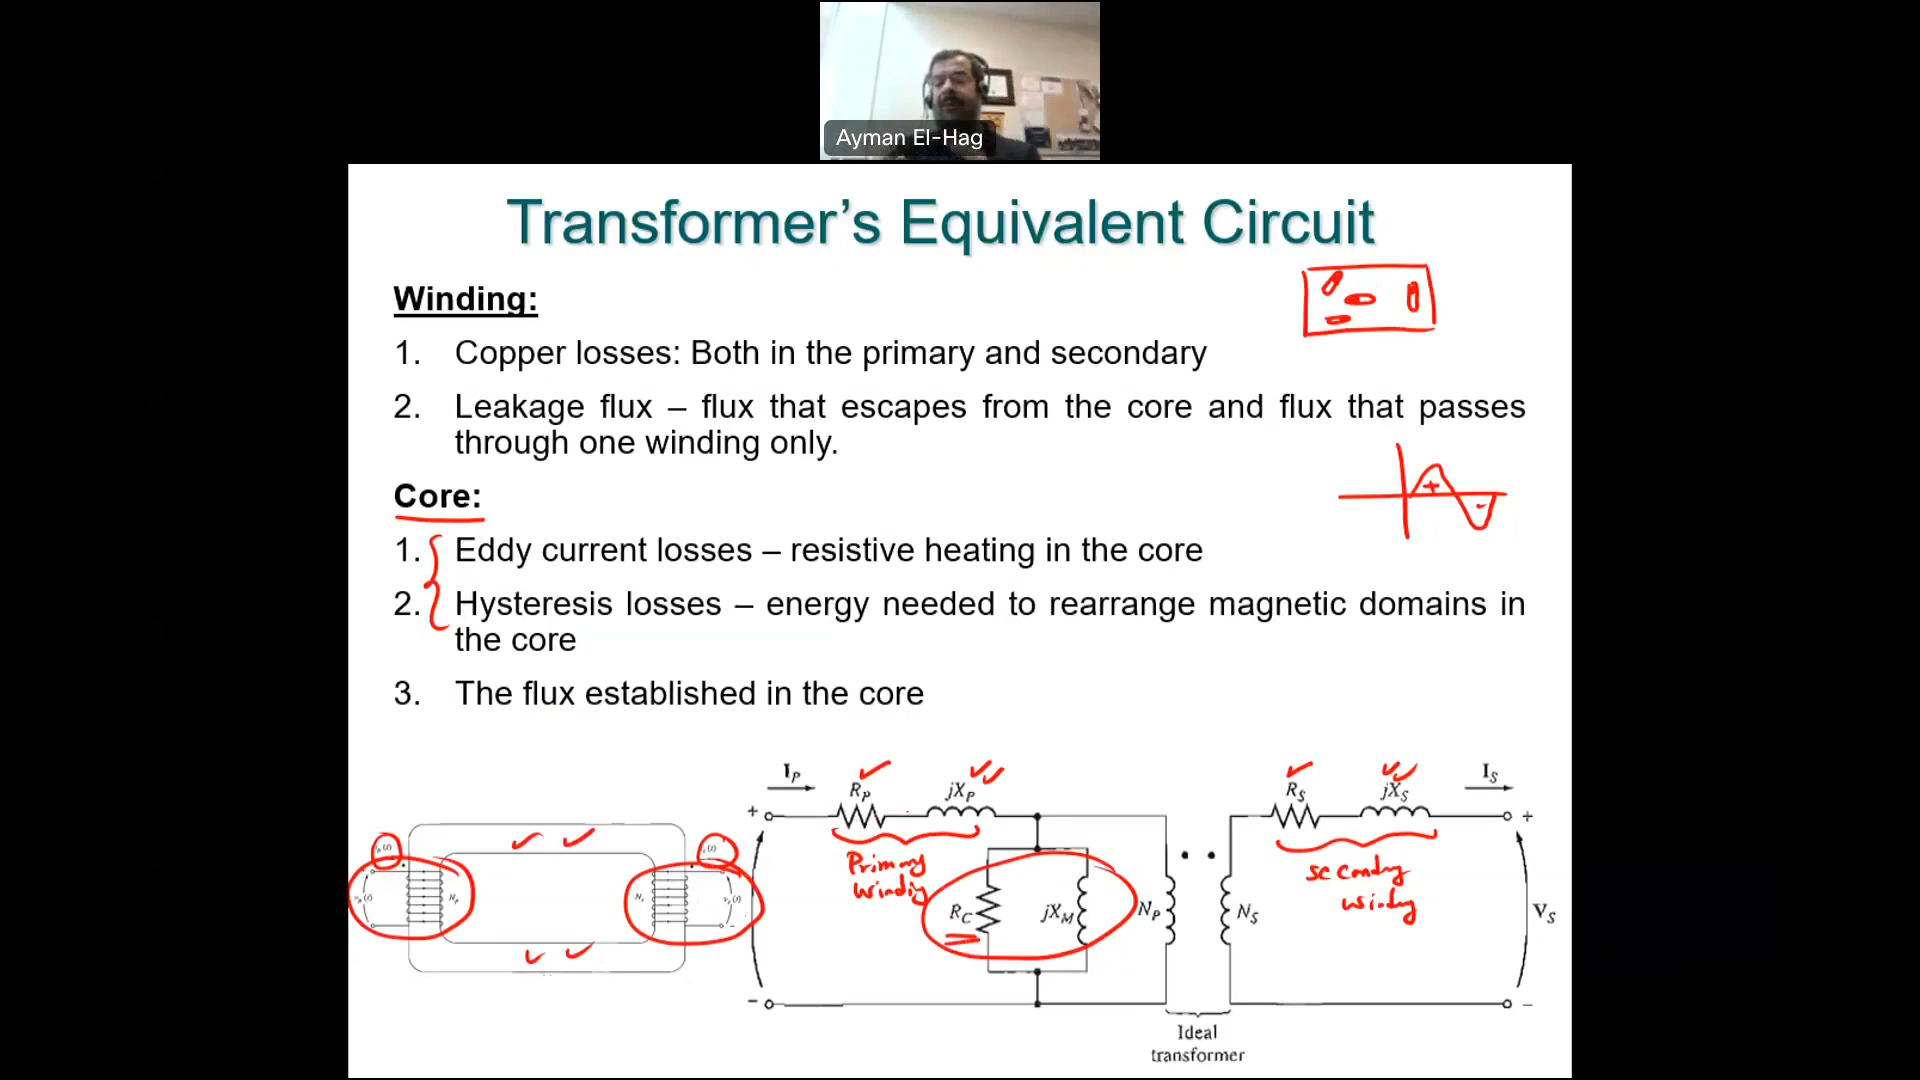 Ayman El-Hag
Transformer's Equivalent Circuit
Winding:
1. Copper losses: Both in the primary and secondary
2. Leakage flux – flux that escapes from the core and flux that passes
through one winding only.
Core:
1. Eddy current losses – resistive heating in the core
2. Hysteresis losses – energy needed to rearrange magnetic domains in
the core
3. The flux established in the core
+
-
I_P
R_P
jX_P
R_S
jX_S
I_S
+
+
Primary
winding
secondary
winding
N_P
R_C
jX_M
N_P
N_S
V_S
-
-
Ideal
transformer